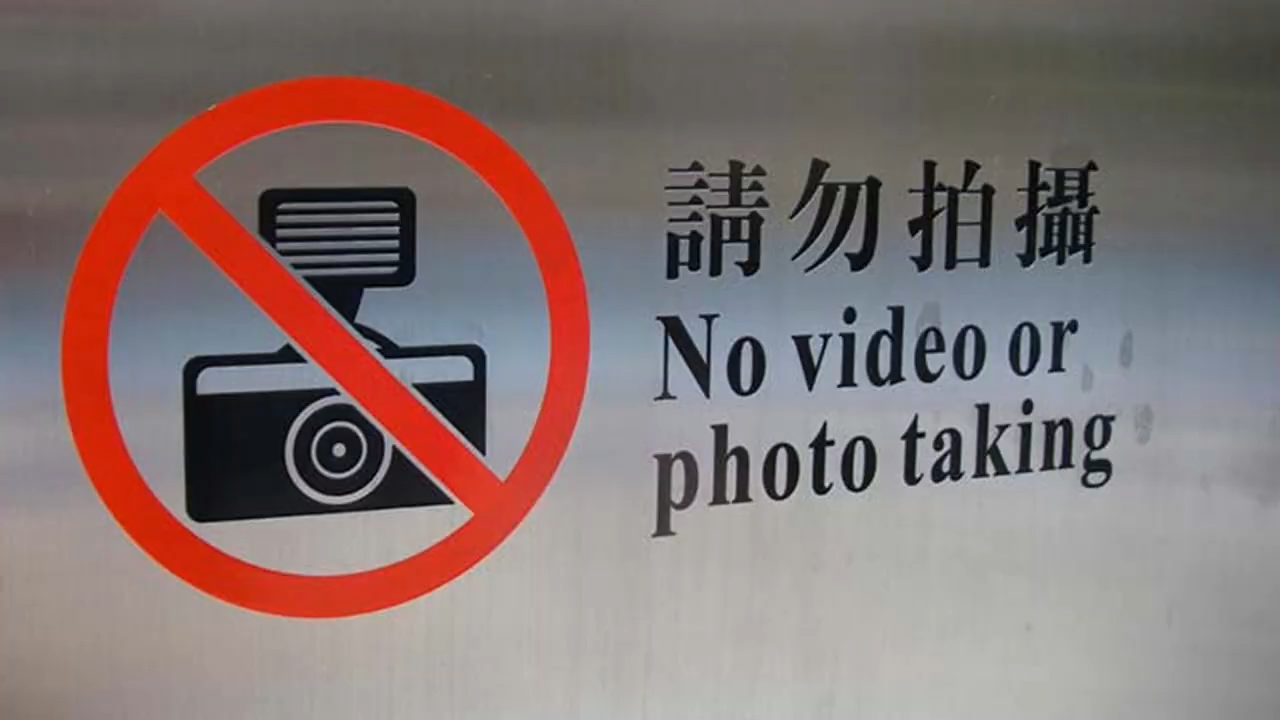 請勿拍攝
No video or
photo taking